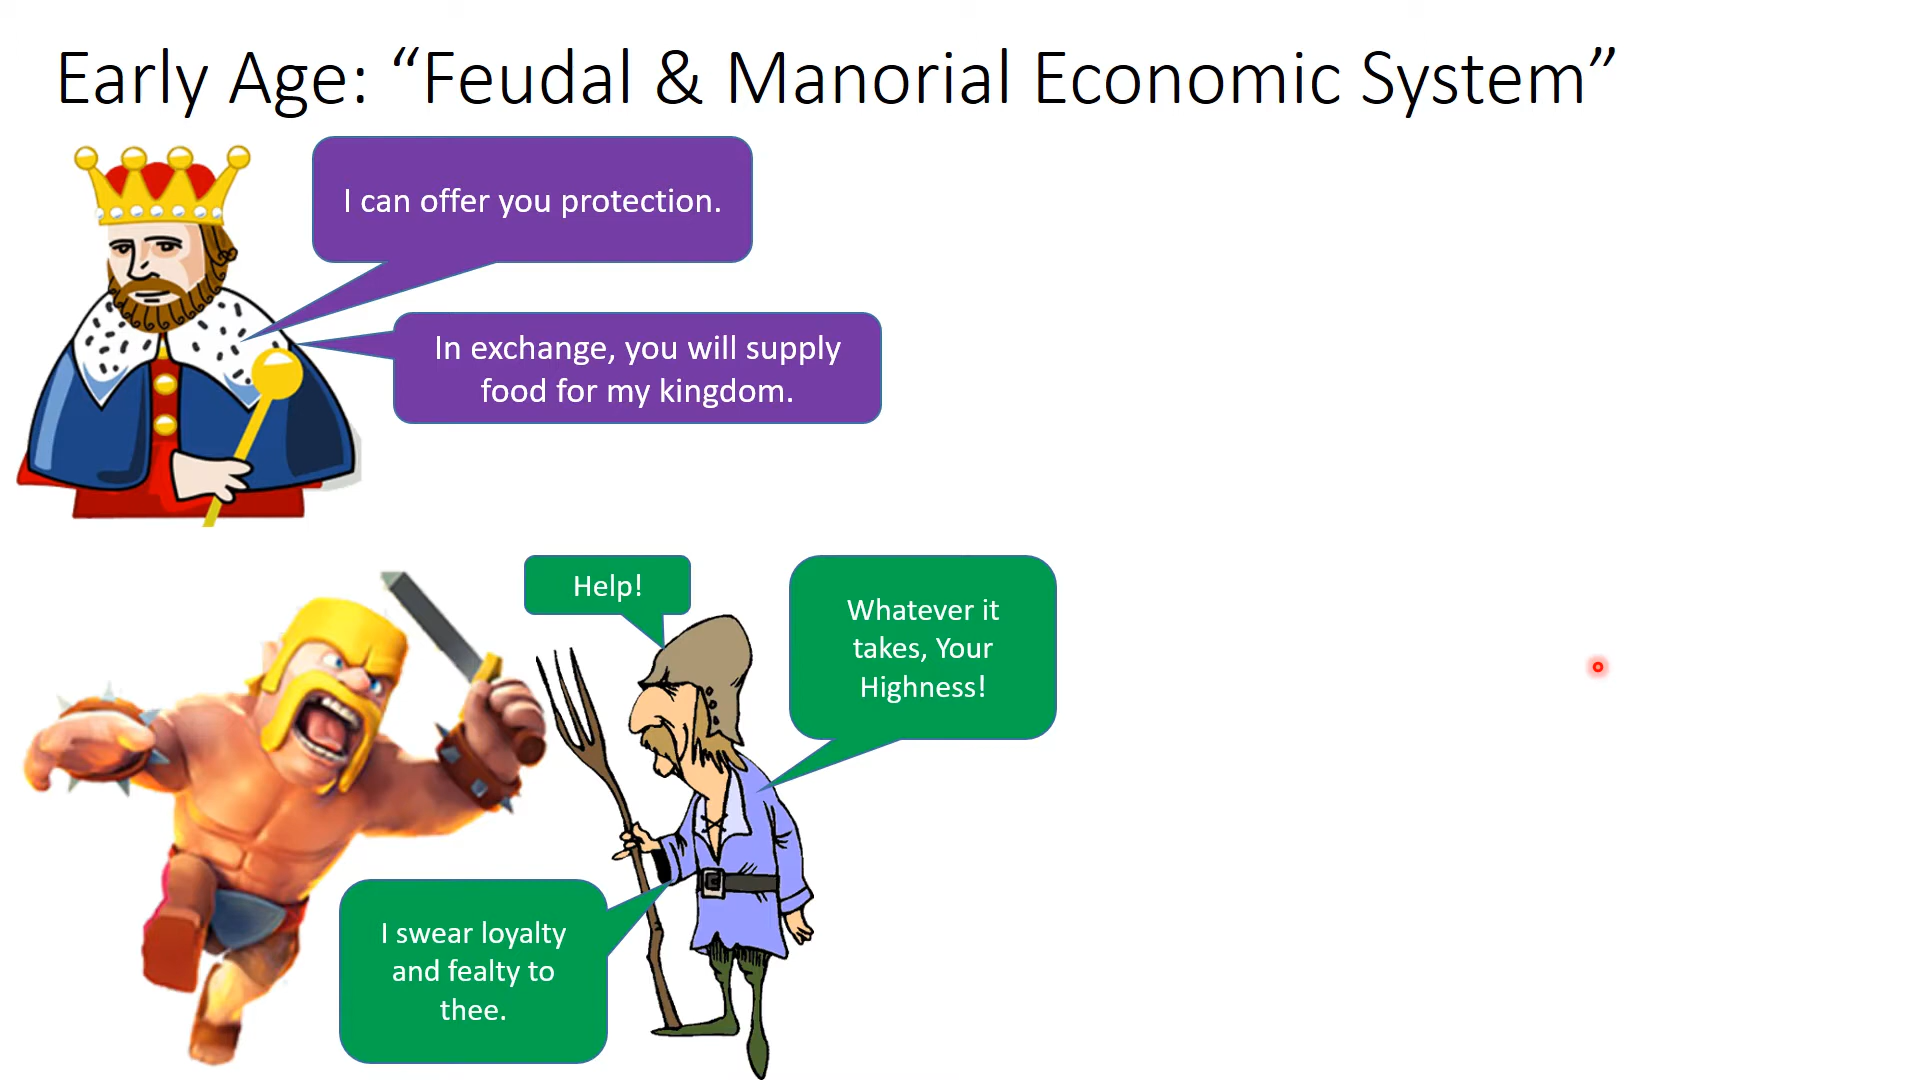 Early Age: “Feudal & Manorial Economic System”
I can offer you protection.
In exchange, you will supply
food for my kingdom.
Help!
Whatever it
takes, Your
Highness!
I swear loyalty
and fealty to
thee.